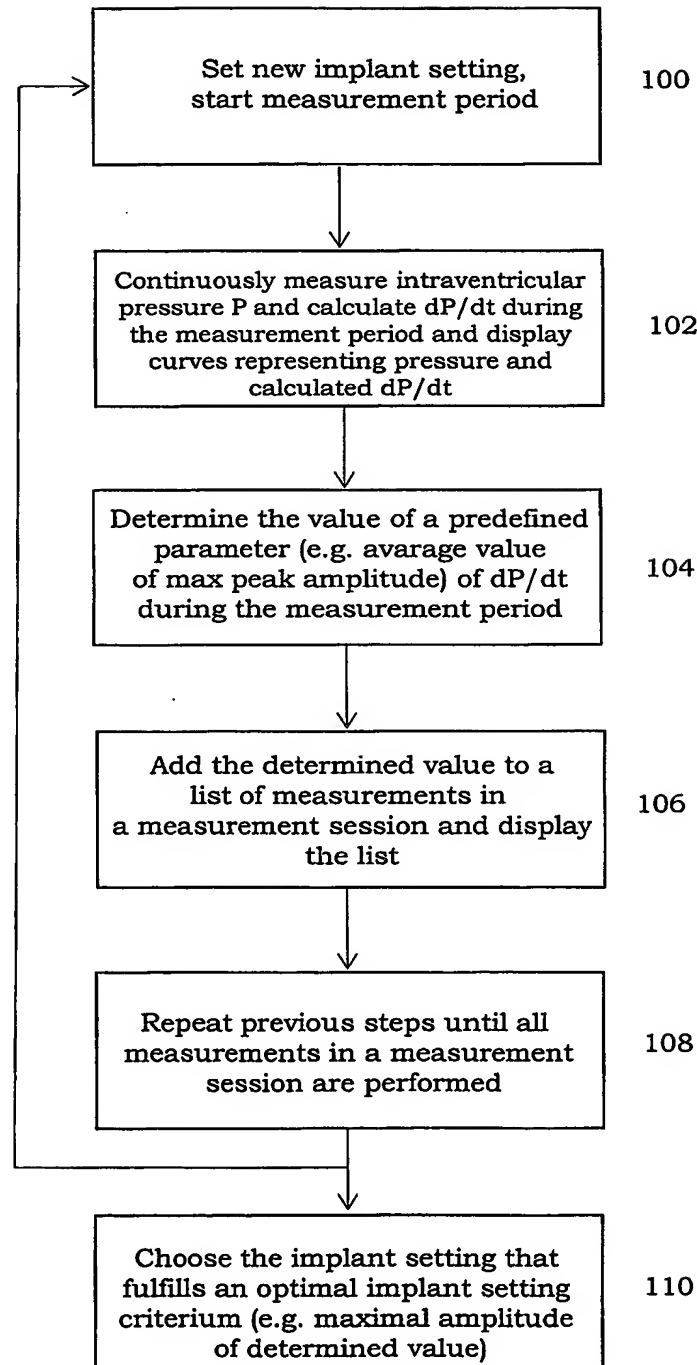 Set new implant setting,
start measurement period
100
Continuously measure intraventricular
pressure P and calculate dP/dt during
the measurement period and display
curves representing pressure and
calculated dP/dt
102
Determine the value of a predefined
parameter (e.g. avarage value
of max peak amplitude) of dP/dt
during the measurement period
104
Add the determined value to a
list of measurements in
a measurement session and display
the list
106
Repeat previous steps until all
measurements in a measurement
session are performed
108
Choose the implant setting that
fulfills an optimal implant setting
criterium (e.g. maximal amplitude
of determined value)
110